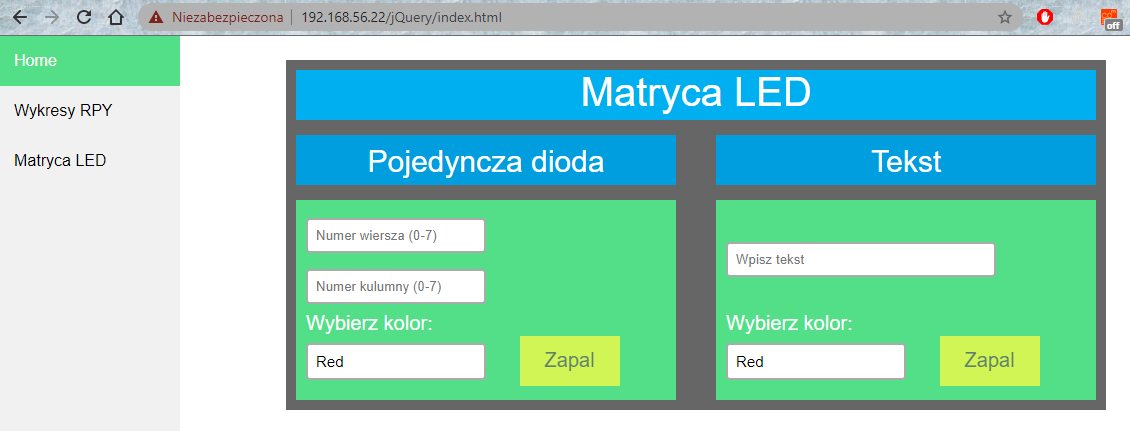 Niezabezpieczona 192.168.56.22/jQuery/index.html
off
Home
Wykresy RPY
Matryca LED
Matryca LED
Pojedyncza dioda
Numer wiersza (0-7)
Numer kulumny (0-7)
Wybierz kolor:
Red
Zapal
Tekst
Wpisz tekst
Wybierz kolor:
Red
Zapal